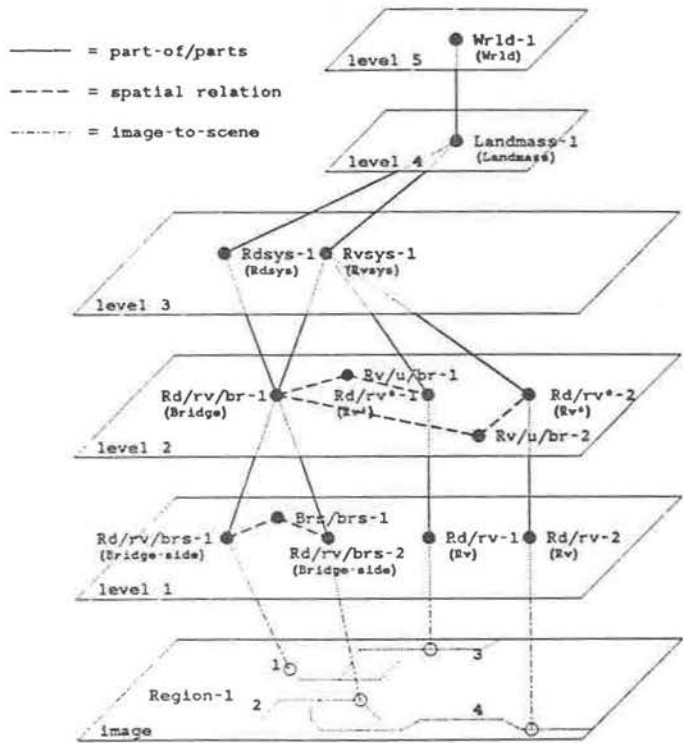 Wrld-1
(Wrld)
level 5
= part-of/parts
= spatial relation
= image-to-scene
Landmass-1
(Landmass)
level 4
Rdsys-1
(Rdsys)
Rvsys-1
(Rvsys)
level 3
Rv/u/br-1
Rd/rv/br-1
(Bridge)
Rd/rv*-1
(Rv*)
Rd/rv*-2
(Rv*)
Rv/u/br-2
level 2
Brs/brs-1
Rd/rv/brs-1
(Bridge-side)
Rd/rv/brs-2
(Bridge-side)
Rd/rv-1
(Rv)
Rd/rv-2
(Rv)
level 1
1
3
Region-1
2
4
image